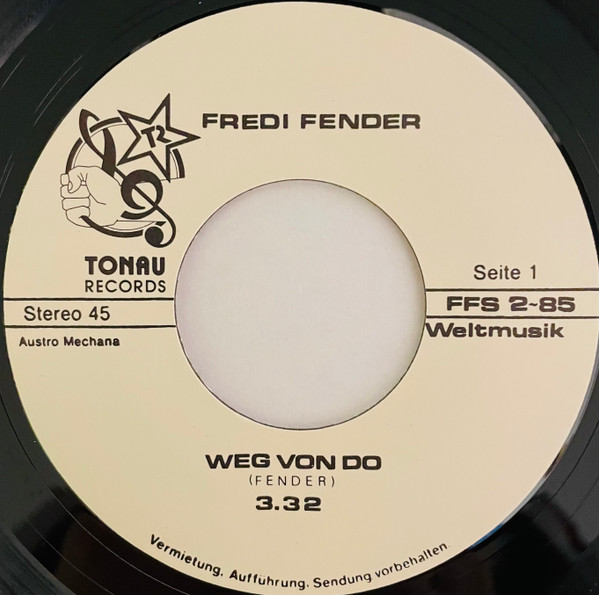 FREDI FENDER
TR
TONAU
RECORDS
Seite 1
Stereo 45
FFS 2-85
Austro Mechana
Weltmusik
WEG VON DO
(FENDER)
3.32
Vermietung, Aufführung, Sendung vorbehalten.